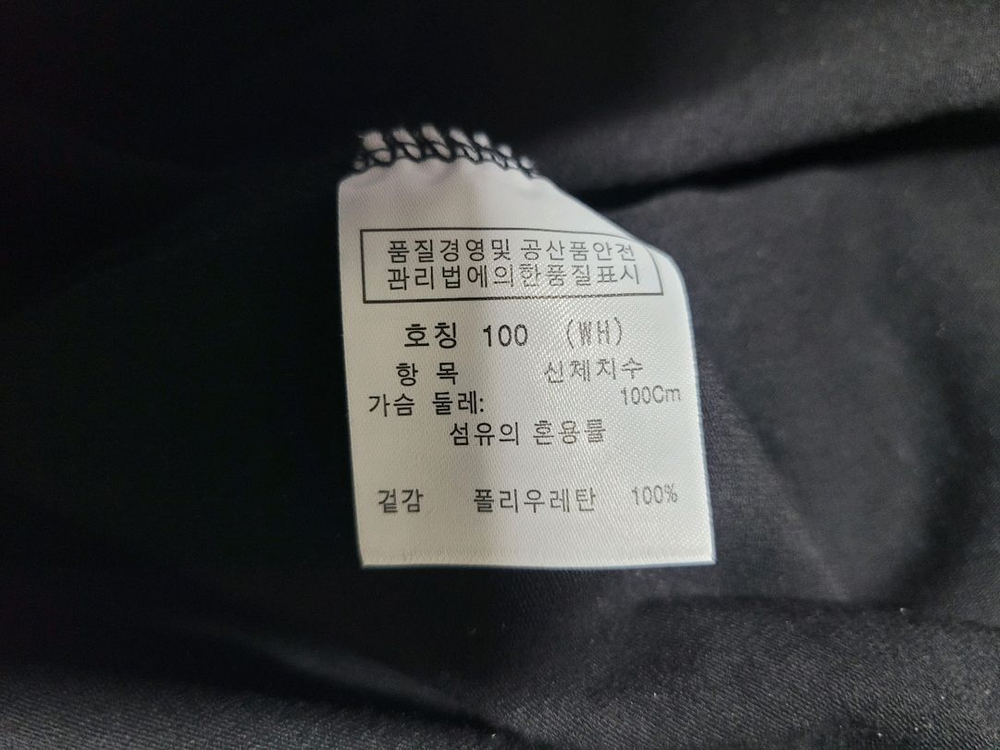 품질경영및 공산품안전
관리법에의한품질표시
호칭 100 (WH)
항 목 신체치수
가슴 둘레: 100Cm
섬유의 혼용률
겉감 폴리우레탄 100%